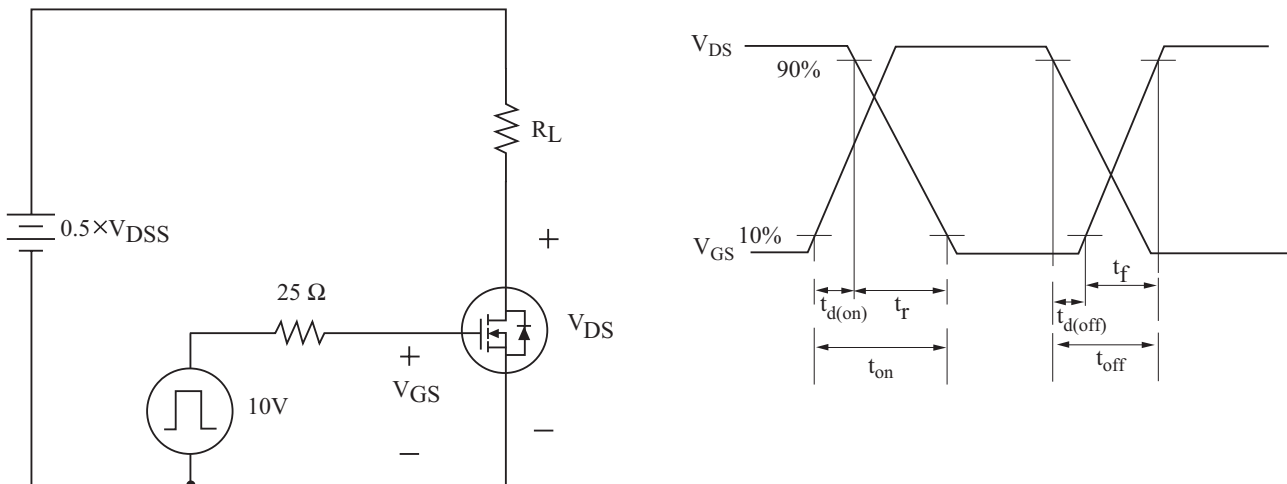 R_L
0.5×V_DSS
+
25 Ω
V_DS
+
V_GS
10V
−
−
V_DS
90%
V_GS
10%
t_d(on)
t_r
t_f
t_d(off)
t_on
t_off